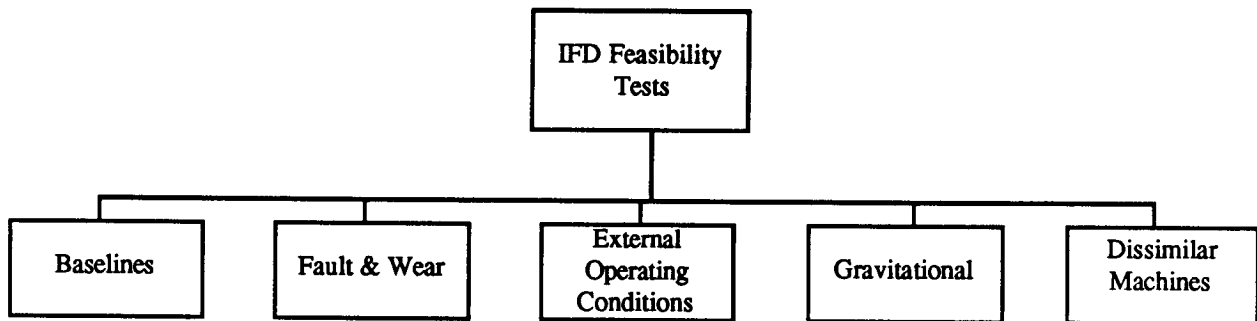 IFD Feasibility
Tests
Baselines
Fault & Wear
External
Operating
Conditions
Gravitational
Dissimilar
Machines